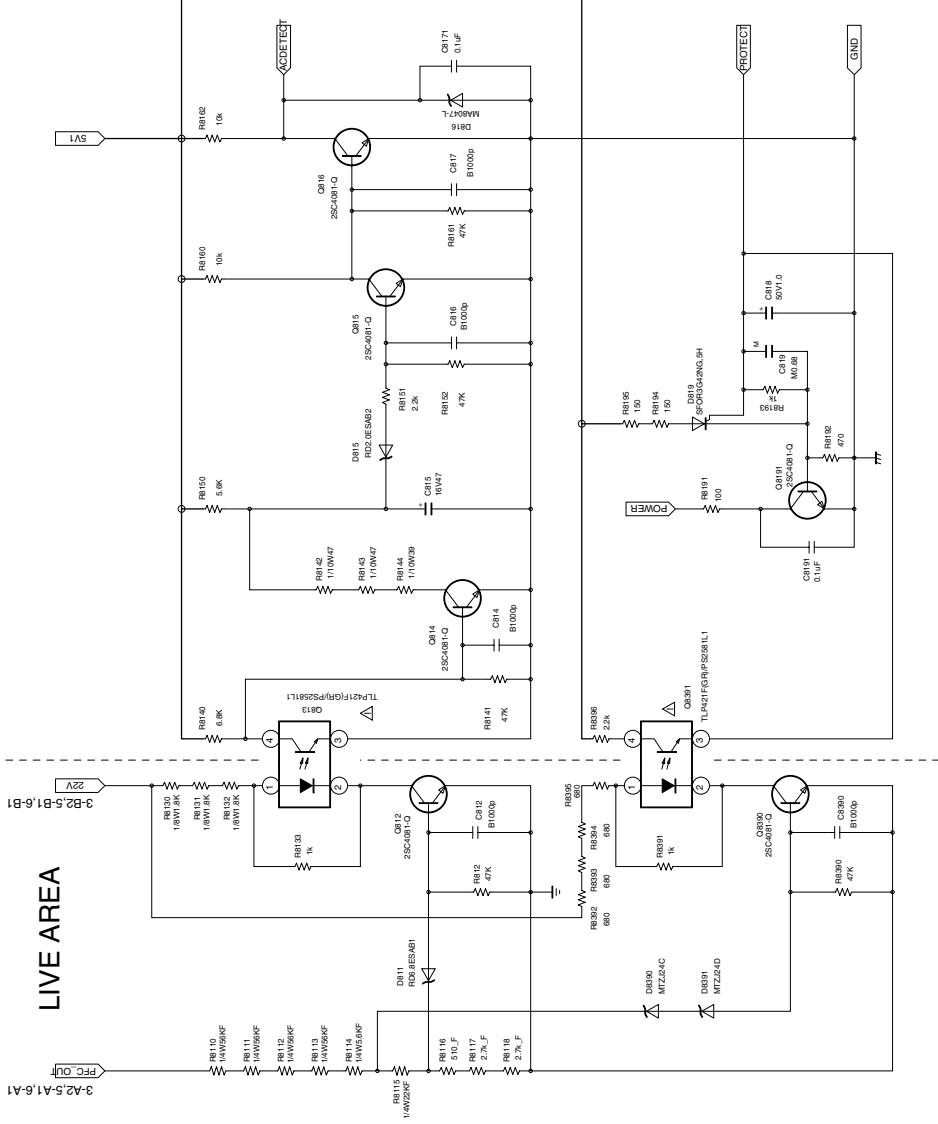 ACDETECT
PROTECT
GND
C8171
0.1uF
5V1
R8162
10k
D816
MA8047-L
Q816
2SC4081-Q
C817
B1000p
R8161
47K
R8160
10k
Q815
2SC4081-Q
C816
B1000p
R8151
2.2k
R8152
47K
D815
RD2.0ESAB2
C818
50V1.0
+
M
C819
M0.68
R8193
1k
D819
SFOR3G42NG.5H
R8195
150
R8194
150
R8192
470
Q8191
2SC4081-Q
R8150
5.6K
+
C815
16V47
POWER
R8191
100
C8191
0.1uF
R8142
1/10W47
R8143
1/10W47
R8144
1/10W39
Q814
2SC4081-Q
C814
B1000p
R8141
47K
R8140
6.8K
Q813
TLP421F(GR)/PS2581L1
!
4
3
1
2
Q8391
TLP421F(GR)/PS2581L1
!
R8396
2.2k
4
3
1
2
22V
3-B2,5-B1,6-B1
R8130
1/8W1.8K
R8131
1/8W1.8K
R8132
1/8W1.8K
R8133
1k
Q812
2SC4081-Q
C812
B1000p
R812
47K
R8395
680
R8394
680
R8393
680
R8392
680
R8391
1k
Q8390
2SC4081-Q
C8390
B1000p
R8390
47K
LIVE AREA
D811
RD6.8ESAB1
D8390
MTZJ24C
D8391
MTZJ24D
PFC_OUT
3-A2,5-A1,6-A1
R8110
1/4W56KF
R8111
1/4W56KF
R8112
1/4W56KF
R8113
1/4W56KF
R8114
1/4W5.6KF
R8115
1/4W22KF
R8116
510_F
R8117
2.7k_F
R8118
2.7k_F